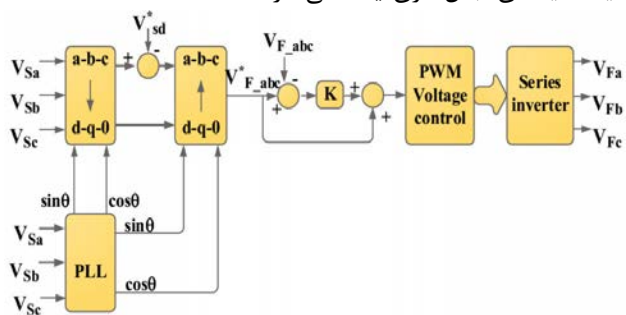 V*sd
a-b-c
d-q-0
VSa
VSb
VSc
+
-
a-b-c
d-q-0
V*F_abc
VF_abc
-
+
K
+
+
PWM
Voltage
control
Series
inverter
VFa
VFb
VFc
sinθ
cosθ
sinθ
cosθ
VSa
VSb
VSc
PLL